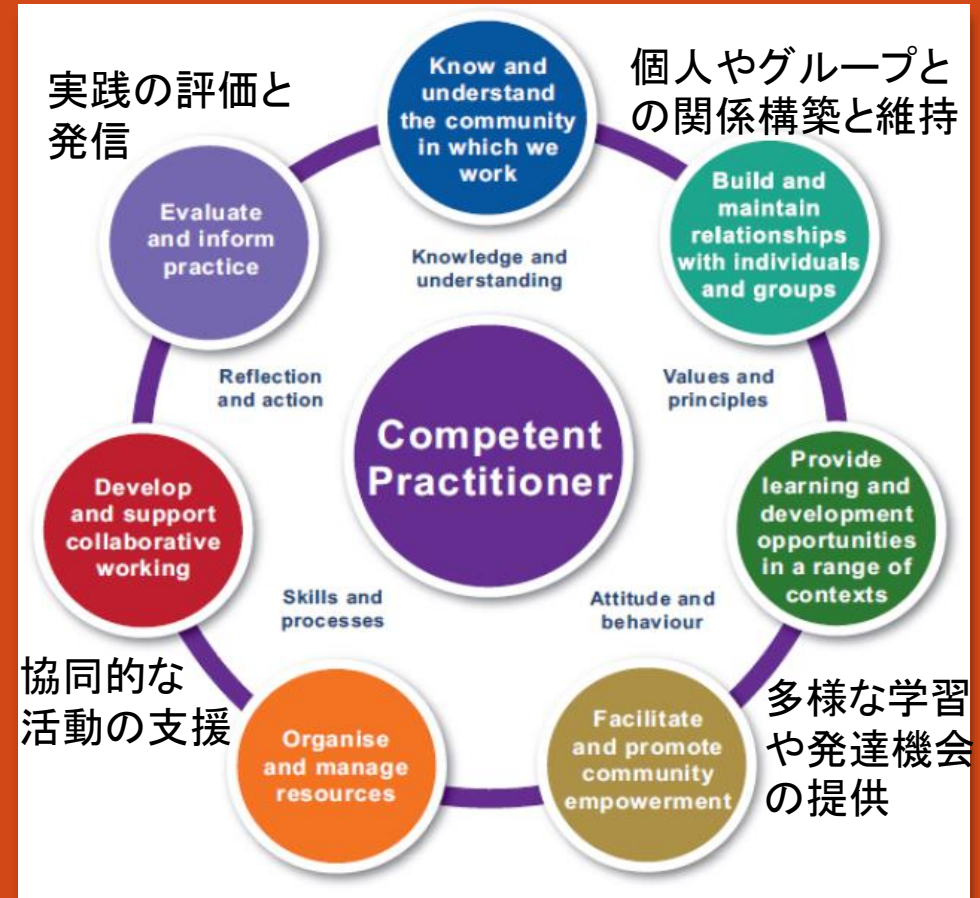 実践の評価と
発信
Know and
understand
the community
in which we
work
個人やグループと
の関係構築と維持
Build and
maintain
relationships
with individuals
and groups
Evaluate
and inform
practice
Knowledge and
understanding
Reflection
and action
Values and
principles
Competent
Practitioner
Provide
learning and
development
opportunities
in a range of
contexts
Develop
and support
collaborative
working
Skills and
processes
Attitude and
behaviour
協同的な
活動の支援
Organise
and manage
resources
Facilitate
and promote
community
empowerment
多様な学習
や発達機会
の提供